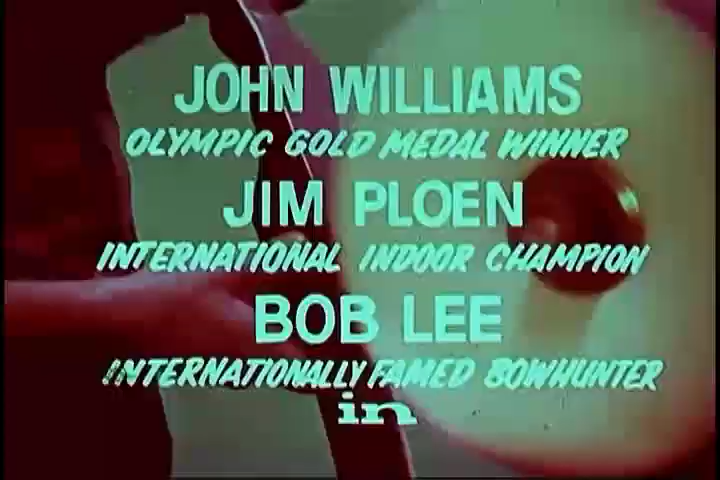 JOHN WILLIAMS
OLYMPIC GOLD MEDAL WINNER
JIM PLOEN
INTERNATIONAL INDOOR CHAMPION
BOB LEE
INTERNATIONALLY FAMED BOWHUNTER
in